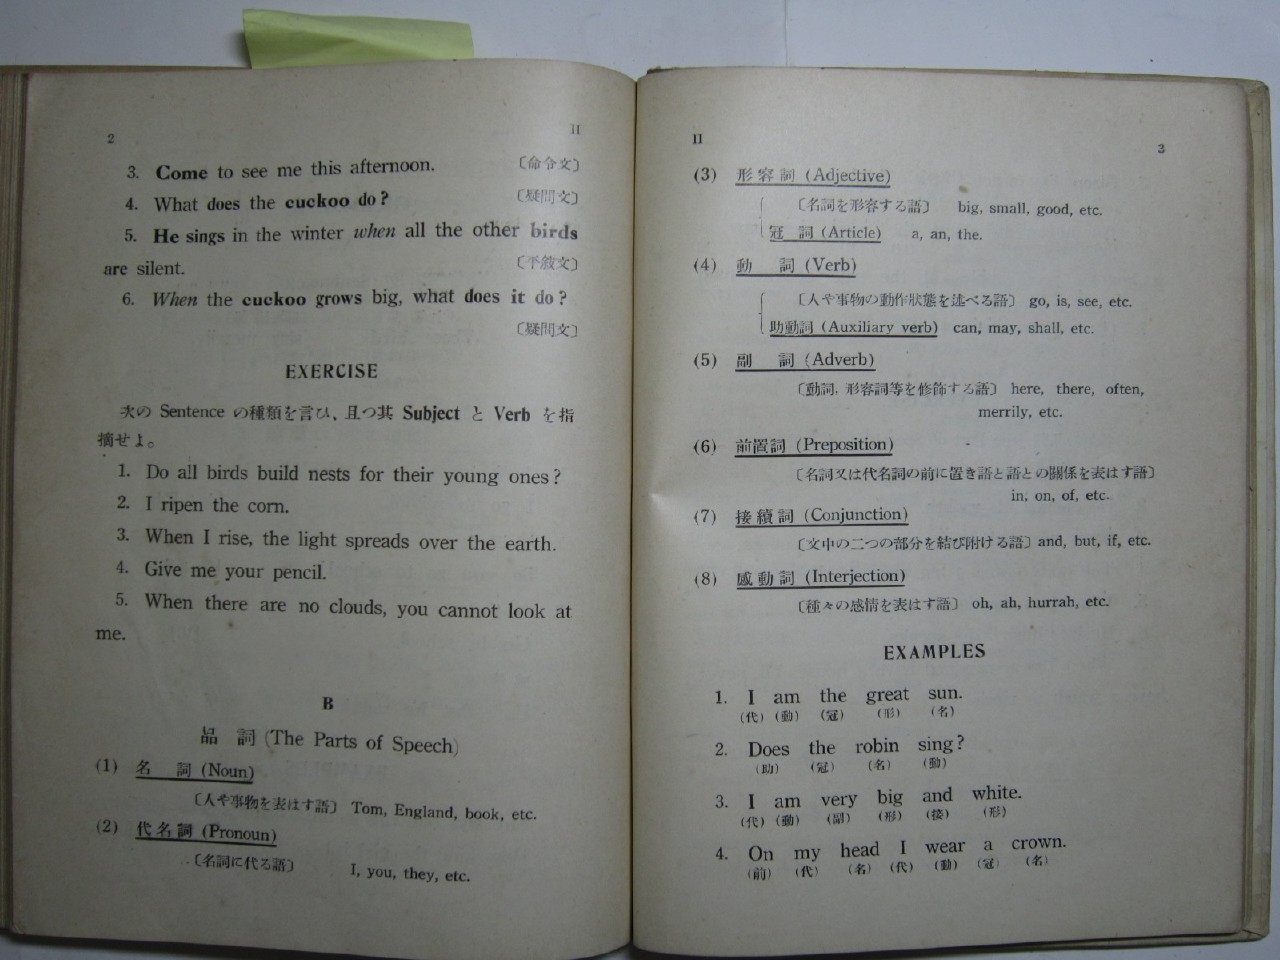 2
II
3. Come to see me this afternoon. 〔命令文〕
4. What does the cuckoo do? 〔疑問文〕
5. He sings in the winter when all the other birds
are silent. 〔平敍文〕
6. When the cuckoo grows big, what does it do?
〔疑問文〕
EXERCISE
次の Sentence の種類を言ひ、且つ其 Subject と Verb を指
摘せよ。
1. Do all birds build nests for their young ones?
2. I ripen the corn.
3. When I rise, the light spreads over the earth.
4. Give me your pencil.
5. When there are no clouds, you cannot look at
me.
B
品 詞 (The Parts of Speech)
(1) 名 詞 (Noun)
〔人や事物を表はす語〕 Tom, England, book, etc.
(2) 代名詞 (Pronoun)
〔名詞に代る語〕 I, you, they, etc.
II
3
(3) 形容詞 (Adjective)
〔名詞を形容する語〕 big, small, good, etc.
冠 詞 (Article) a, an, the.
(4) 動 詞 (Verb)
〔人や事物の動作狀態を述べる語〕 go, is, see, etc.
助動詞 (Auxiliary verb) can, may, shall, etc.
(5) 副 詞 (Adverb)
〔動詞, 形容詞等を修飾する語〕 here, there, often,
merrily, etc.
(6) 前置詞 (Preposition)
〔名詞又は代名詞の前に置き語と語との關係を表はす語〕
in, on, of, etc.
(7) 接續詞 (Conjunction)
〔文中の二つの部分を結び附ける語〕 and, but, if, etc.
(8) 感動詞 (Interjection)
〔種々の感情を表はす語〕 oh, ah, hurrah, etc.
EXAMPLES
1. I am the great sun.
(代) (動) (冠) (形) (名)
2. Does the robin sing?
(助) (冠) (名) (動)
3. I am very big and white.
(代) (動) (副) (形) (接) (形)
4. On my head I wear a crown.
(前) (代) (名) (代) (動) (冠) (名)